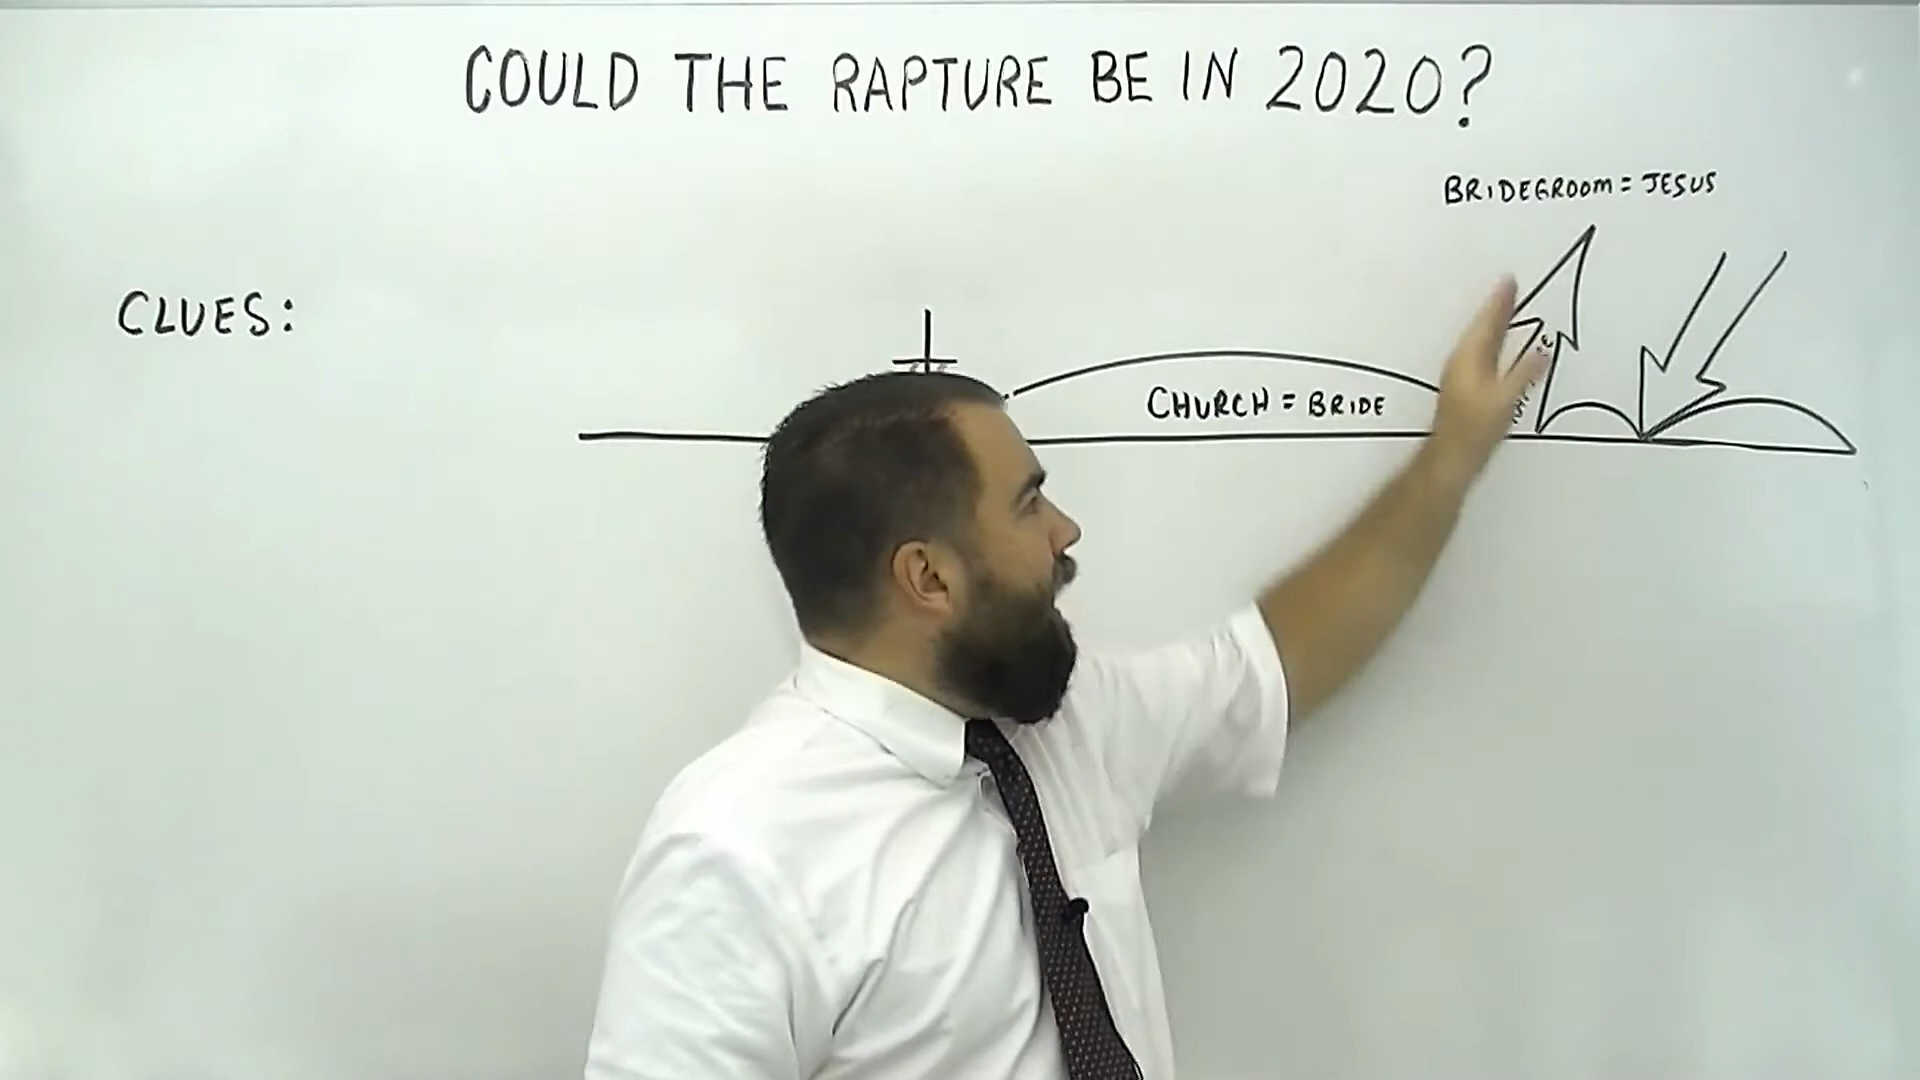 COULD THE RAPTURE BE IN 2020?
BRIDEGROOM = JESUS
CLUES:
CHURCH = BRIDE